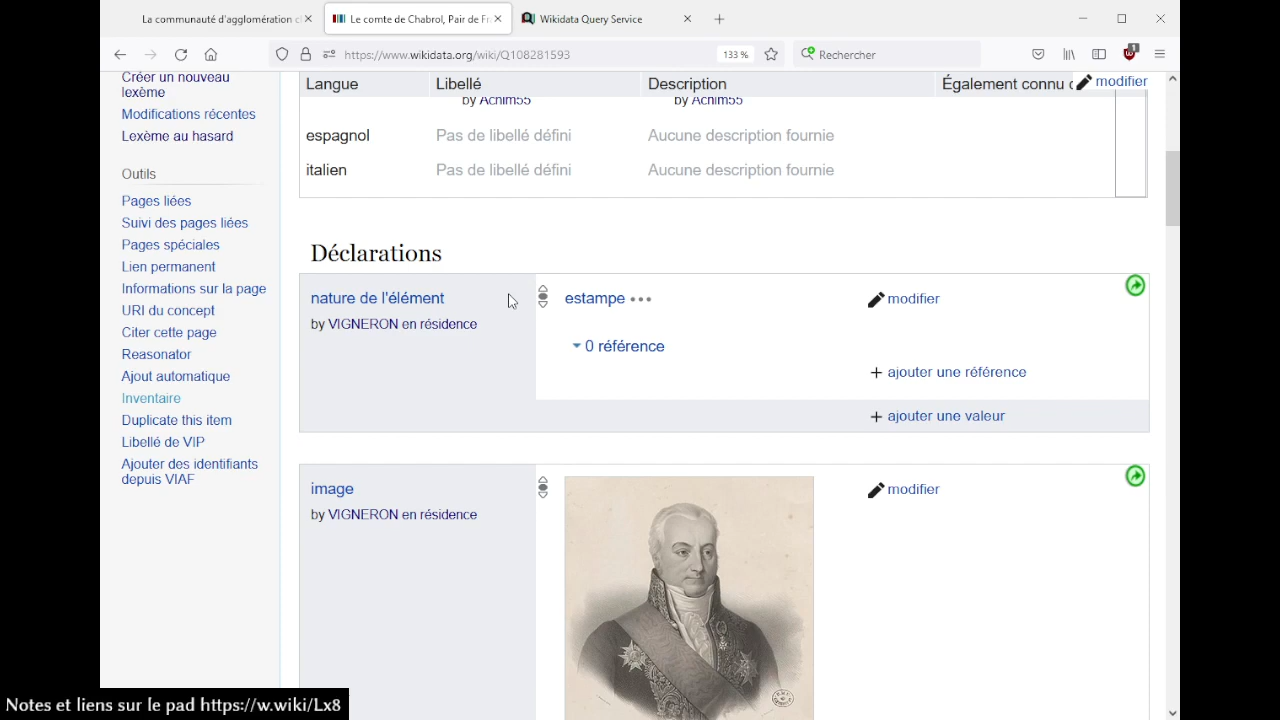 La communauté d'agglomération c
Le comte de Chabrol, Pair de Fr
Wikidata Query Service
https://www.wikidata.org/wiki/Q108281593
133 %
Rechercher
1
Créer un nouveau
lexème
Modifications récentes
Lexème au hasard
Outils
Pages liées
Suivi des pages liées
Pages spéciales
Lien permanent
Informations sur la page
URI du concept
Citer cette page
Reasonator
Ajout automatique
Inventaire
Duplicate this item
Libellé de VIP
Ajouter des identifiants
depuis VIAF
Langue Libellé Description Également connu c modifier
by Achim55 by Achim55
espagnol Pas de libellé défini Aucune description fournie
italien Pas de libellé défini Aucune description fournie
Déclarations
nature de l'élément estampe modifier
by VIGNERON en résidence
0 référence
+ ajouter une référence
+ ajouter une valeur
image modifier
by VIGNERON en résidence
Notes et liens sur le pad https://w.wiki/Lx8